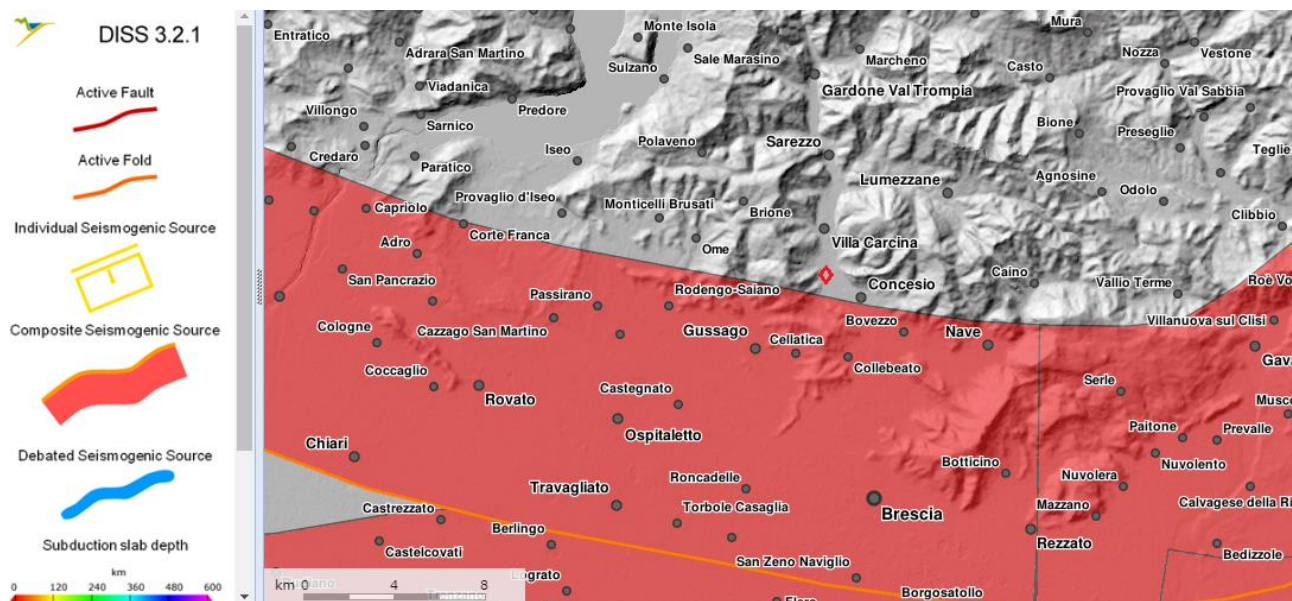 DISS 3.2.1
Active Fault
Active Fold
Individual Seismogenic Source
Composite Seismogenic Source
Debated Seismogenic Source
Subduction slab depth
km
0 120 240 360 480 600
Entratico
Adrara San Martino
Monte Isola
Sulzano
Sale Marasino
Marcheno
Mura
Nozza
Vestone
Casto
Viadanica
Predore
Gardone Val Trompia
Provaglio Val Sabbia
Villongo
Sarnico
Bione
Preseglie
Credaro
Paratico
Iseo
Polaveno
Sarezzo
Teglie
Lumezzane
Agnosine
Odolo
Provaglio d'Iseo
Monticelli Brusati
Brione
Clibbio
Capriolo
Corte Franca
Ome
Villa Carcina
Adro
San Pancrazio
Passirano
Rodengo-Saiano
Concesio
Caino
Vallio Terme
Roè Vo
Cologne
Cazzago San Martino
Gussago
Cellatica
Bovezzo
Nave
Villanuova sul Clisi
Gava
Collebeato
Coccaglio
Rovato
Castegnato
Serle
Musco
Ospitaletto
Paitone
Prevalle
Chiari
Botticino
Nuvolento
Roncadelle
Nuvolera
Travagliato
Torbole Casaglia
Brescia
Mazzano
Calvagese della Ri
Castrezzato
Berlingo
Rezzato
Castelcovati
San Zeno Naviglio
Bedizzole
Lograto
Borgosatollo
km 0 4 8